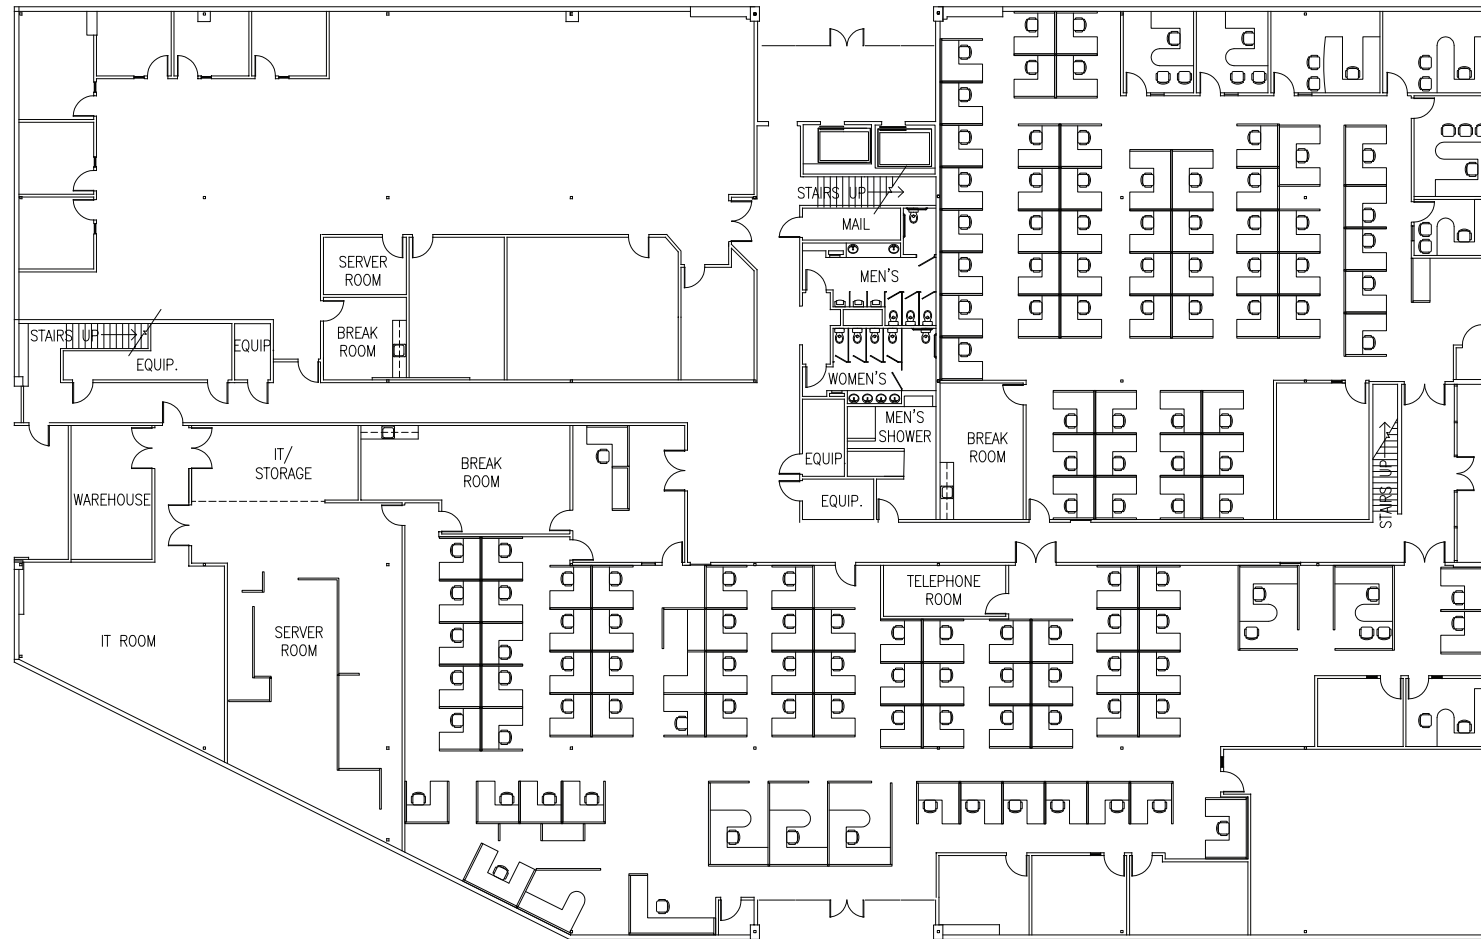 STAIRS UP
MAIL
SERVER
ROOM
MEN'S
STAIRS UP
BREAK
ROOM
EQUIP
EQUIP.
WOMEN'S
MEN'S
SHOWER
BREAK
ROOM
IT/
STORAGE
BREAK
ROOM
EQUIP.
STAIRS UP
WAREHOUSE
EQUIP.
TELEPHONE
ROOM
IT ROOM
SERVER
ROOM